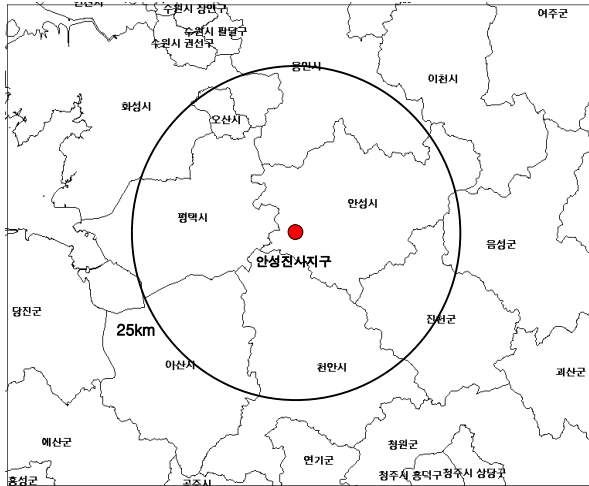 수원시 장안구
여주군
수원시 팔달구
수원시 권선구
용인시
이천시
화성시
오산시
안성시
평택시
음성군
안성진사지구
당진군
진천군
25km
아산시
천안시
괴산군
예산군
청원군
연기군
청주시 흥덕구
청주시 상당구
홍성군
공주시